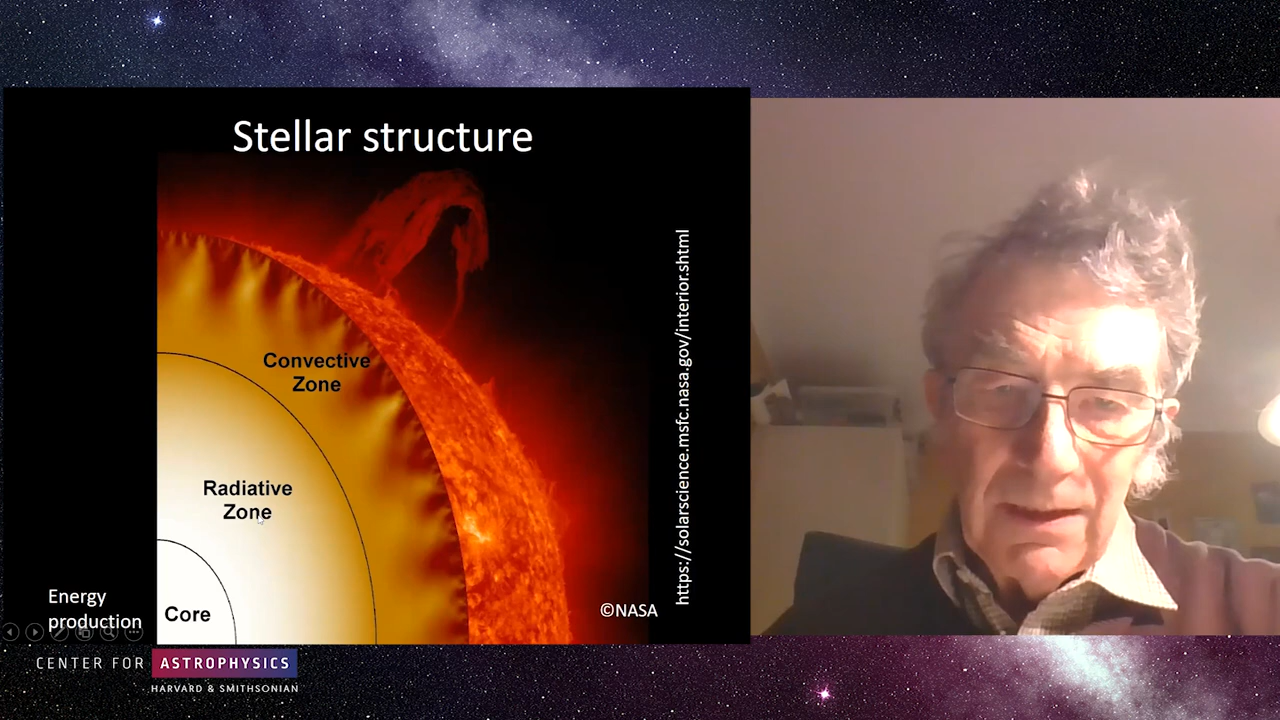 Stellar structure
Convective
Zone
Radiative
Zone
Core
Energy
production
©NASA
https://solarscience.msfc.nasa.gov/interior.shtml
CENTER FOR ASTROPHYSICS
HARVARD & SMITHSONIAN